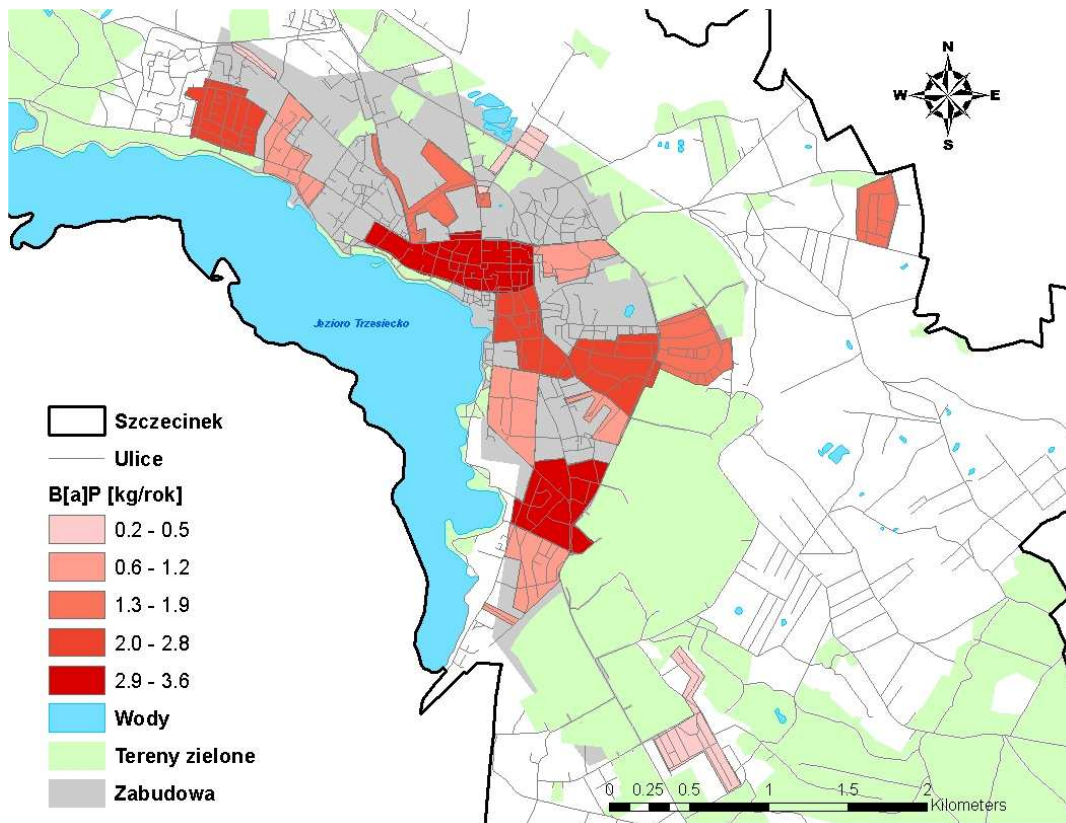 N
W E
S
Jezioro Trzesiecko
Szczecinek
Ulice
B[a]P [kg/rok]
0.2 - 0.5
0.6 - 1.2
1.3 - 1.9
2.0 - 2.8
2.9 - 3.6
Wody
Tereny zielone
Zabudowa
0 0.25 0.5 1 1.5 2
Kilometers